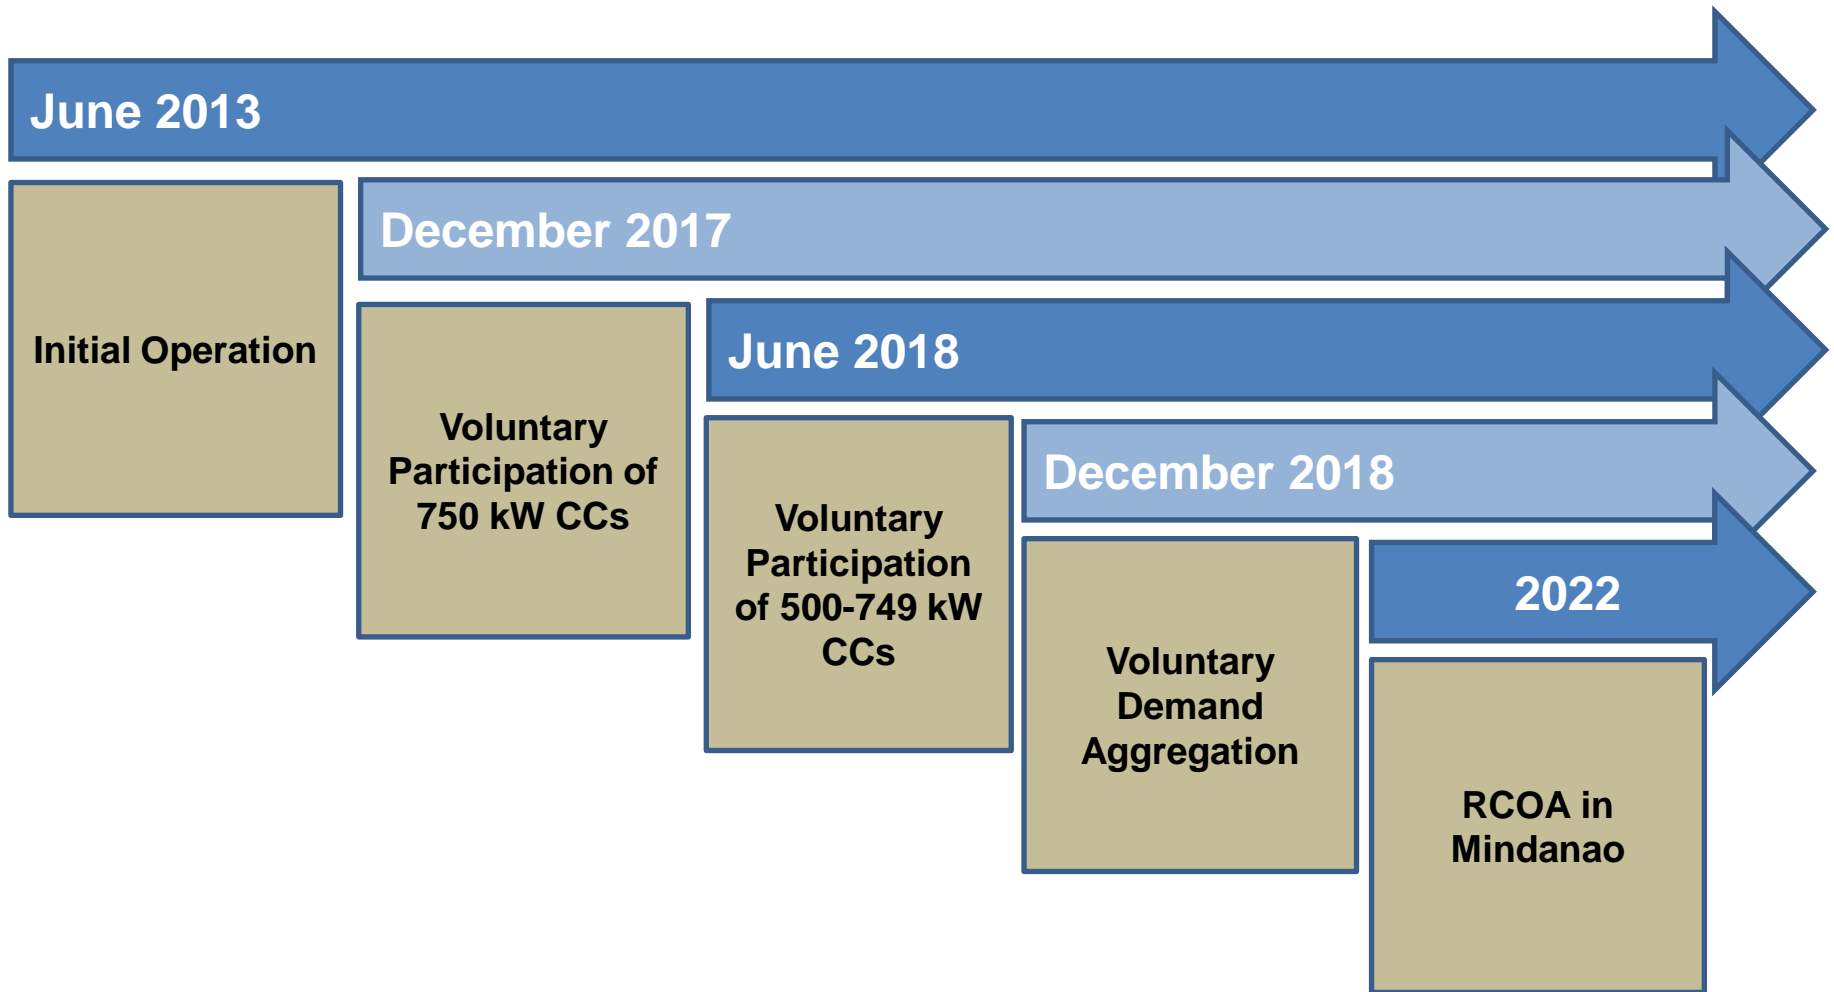 June 2013
Initial Operation
December 2017
Voluntary
Participation of
750 kW CCs
June 2018
Voluntary
Participation
of 500-749 kW
CCs
December 2018
Voluntary
Demand
Aggregation
2022
RCOA in
Mindanao